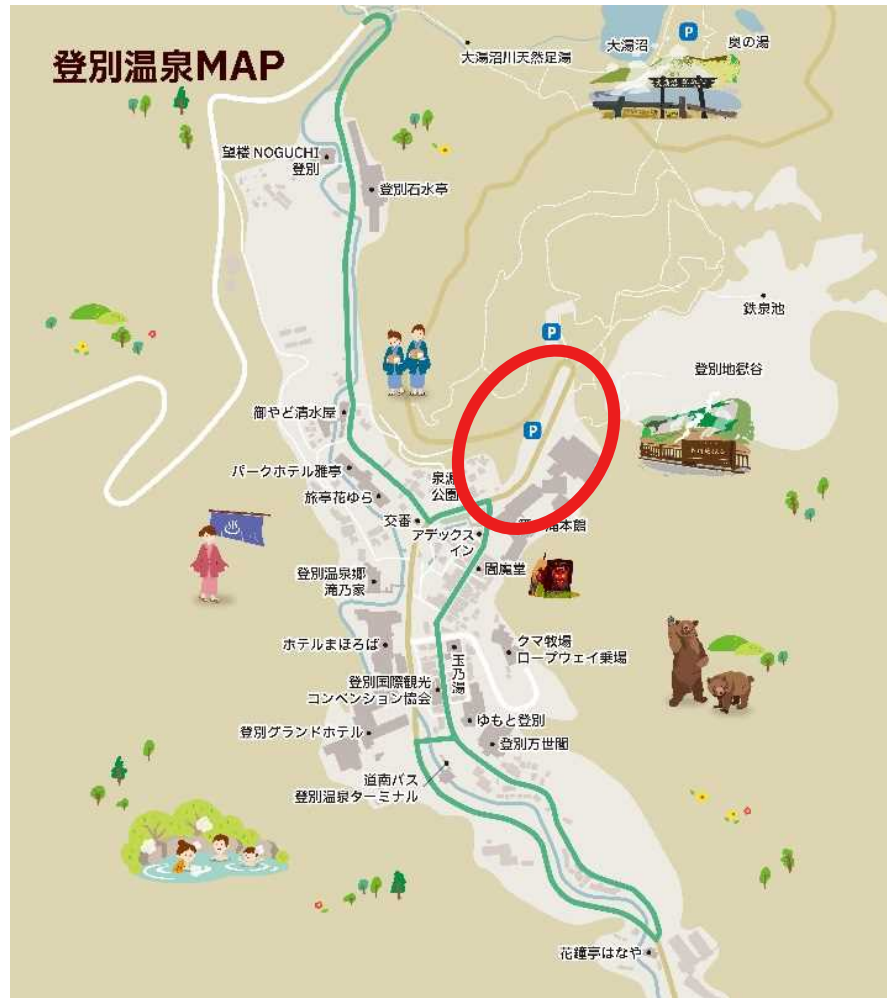 登別温泉MAP
P
大湯沼
奥の湯
大湯沼川天然足湯
望楼 NOGUCHI
登別
登別石水亭
鉄泉池
P
登別地獄谷
御やど清水屋
P
パークホテル雅亭
泉源
公園
旅亭花ゆら
交番
アデックス
イン
滝本館
閻魔堂
登別温泉郷
滝乃家
ホテルまほろば
玉乃湯
クマ牧場
ロープウェイ乗場
登別国際観光
コンベンション協会
ゆもと登別
登別グランドホテル
登別万世閣
道南バス
登別温泉ターミナル
花鐘亭はなや